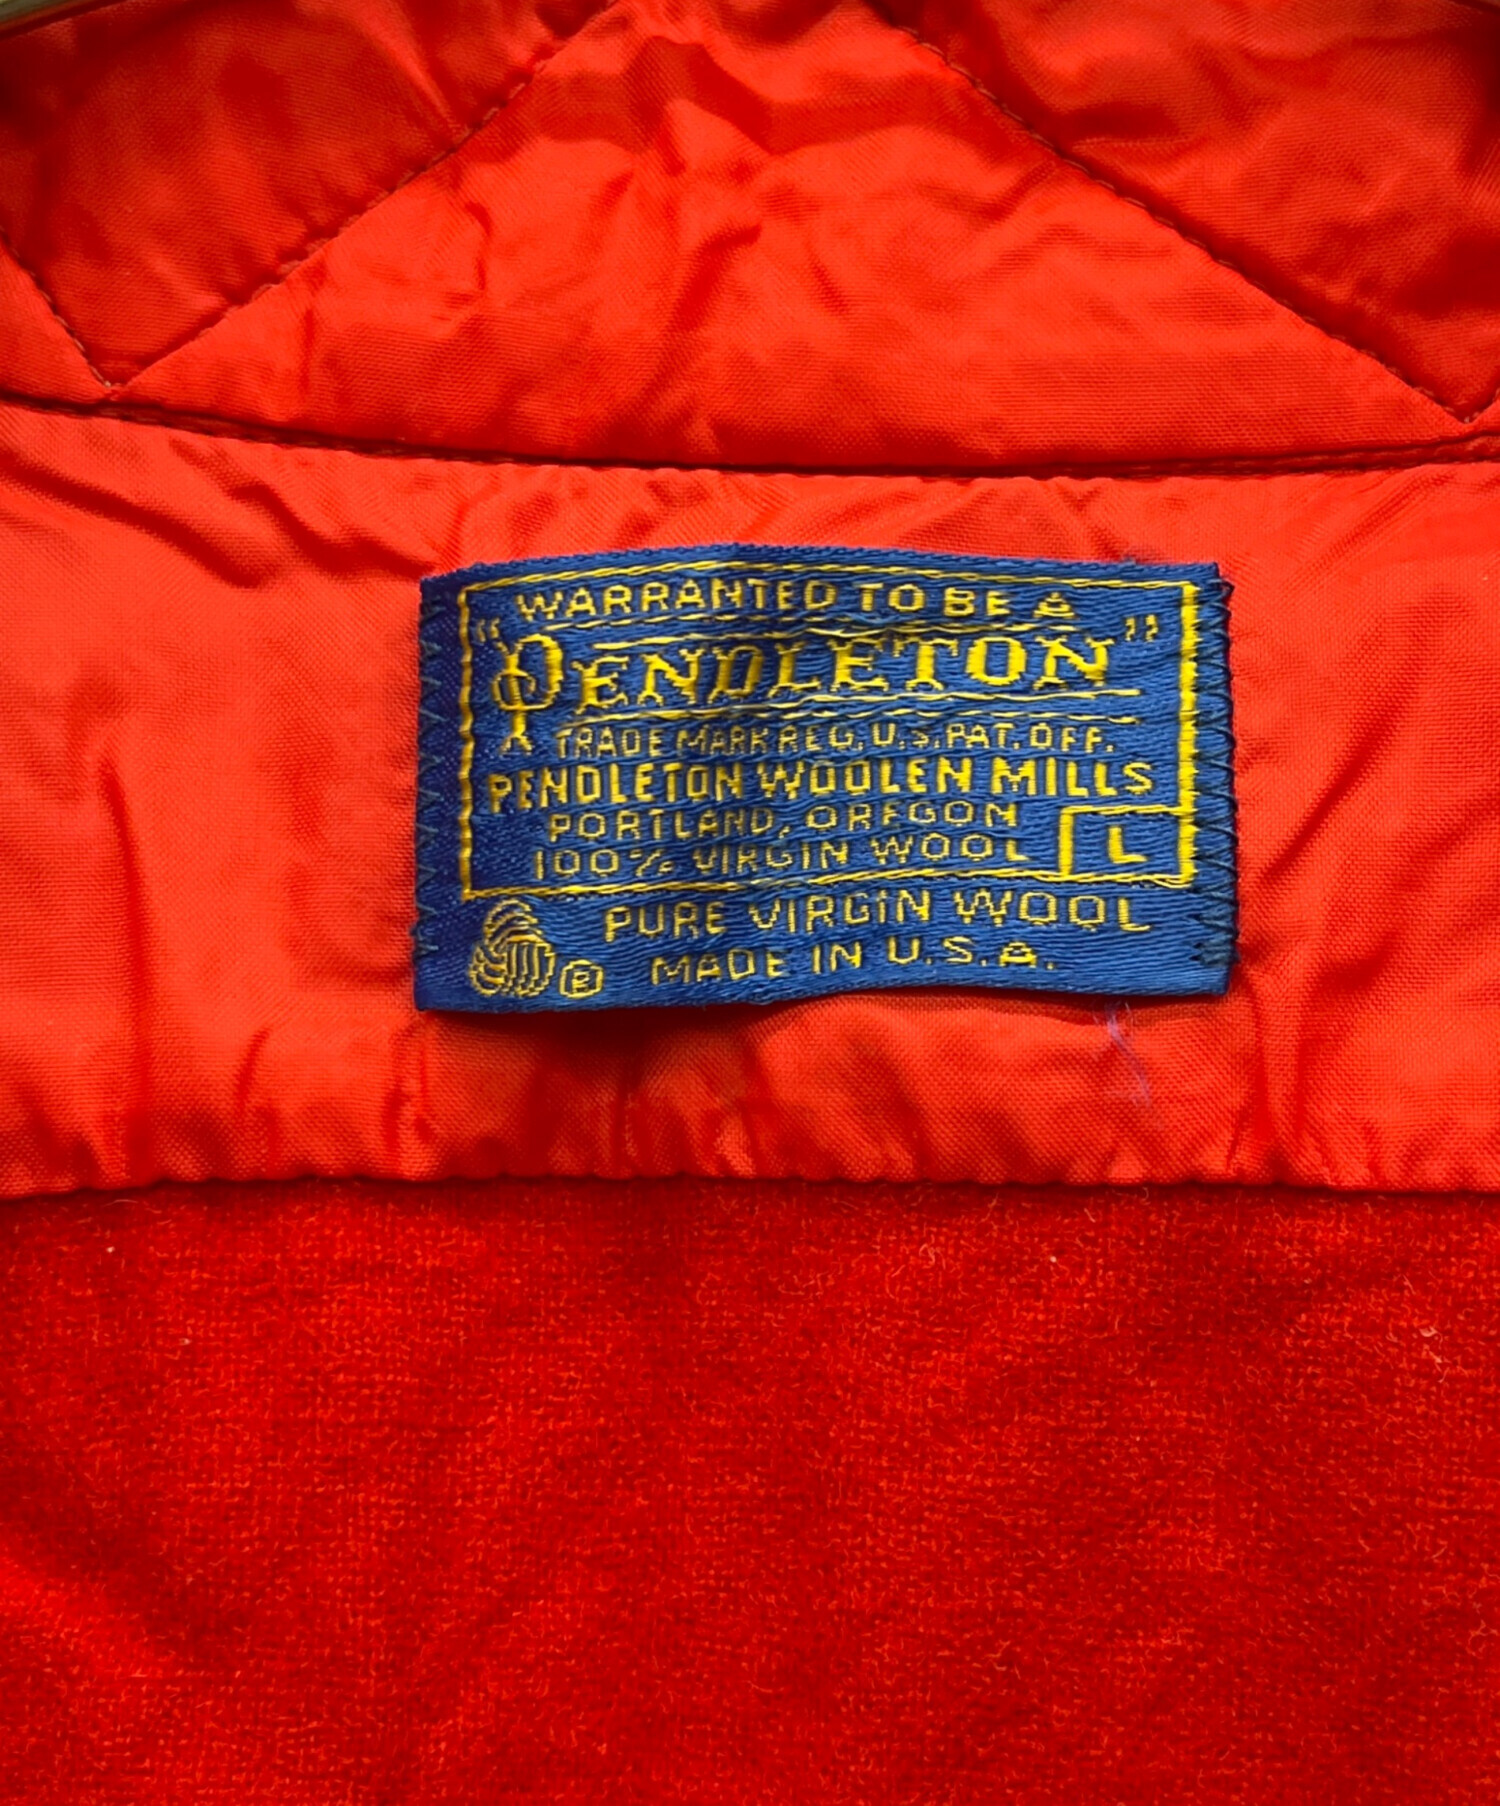 WARRANTED TO BE A
"PENDLETON"
TRADE MARK REG. U.S. PAT. OFF.
PENDLETON WOOLEN MILLS
PORTLAND, OREGON
100% VIRGIN WOOL L
PURE VIRGIN WOOL
® MADE IN U.S.A.